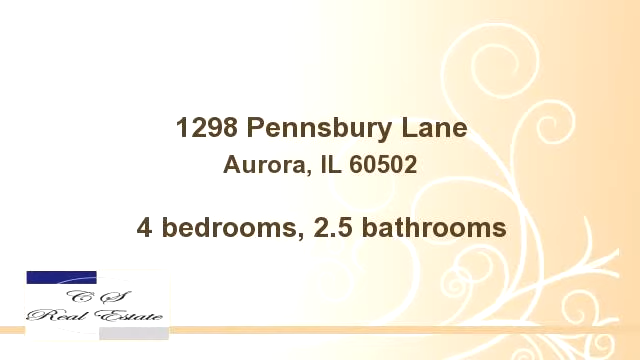 1298 Pennsbury Lane
Aurora, IL 60502
4 bedrooms, 2.5 bathrooms
C S
Real Estate